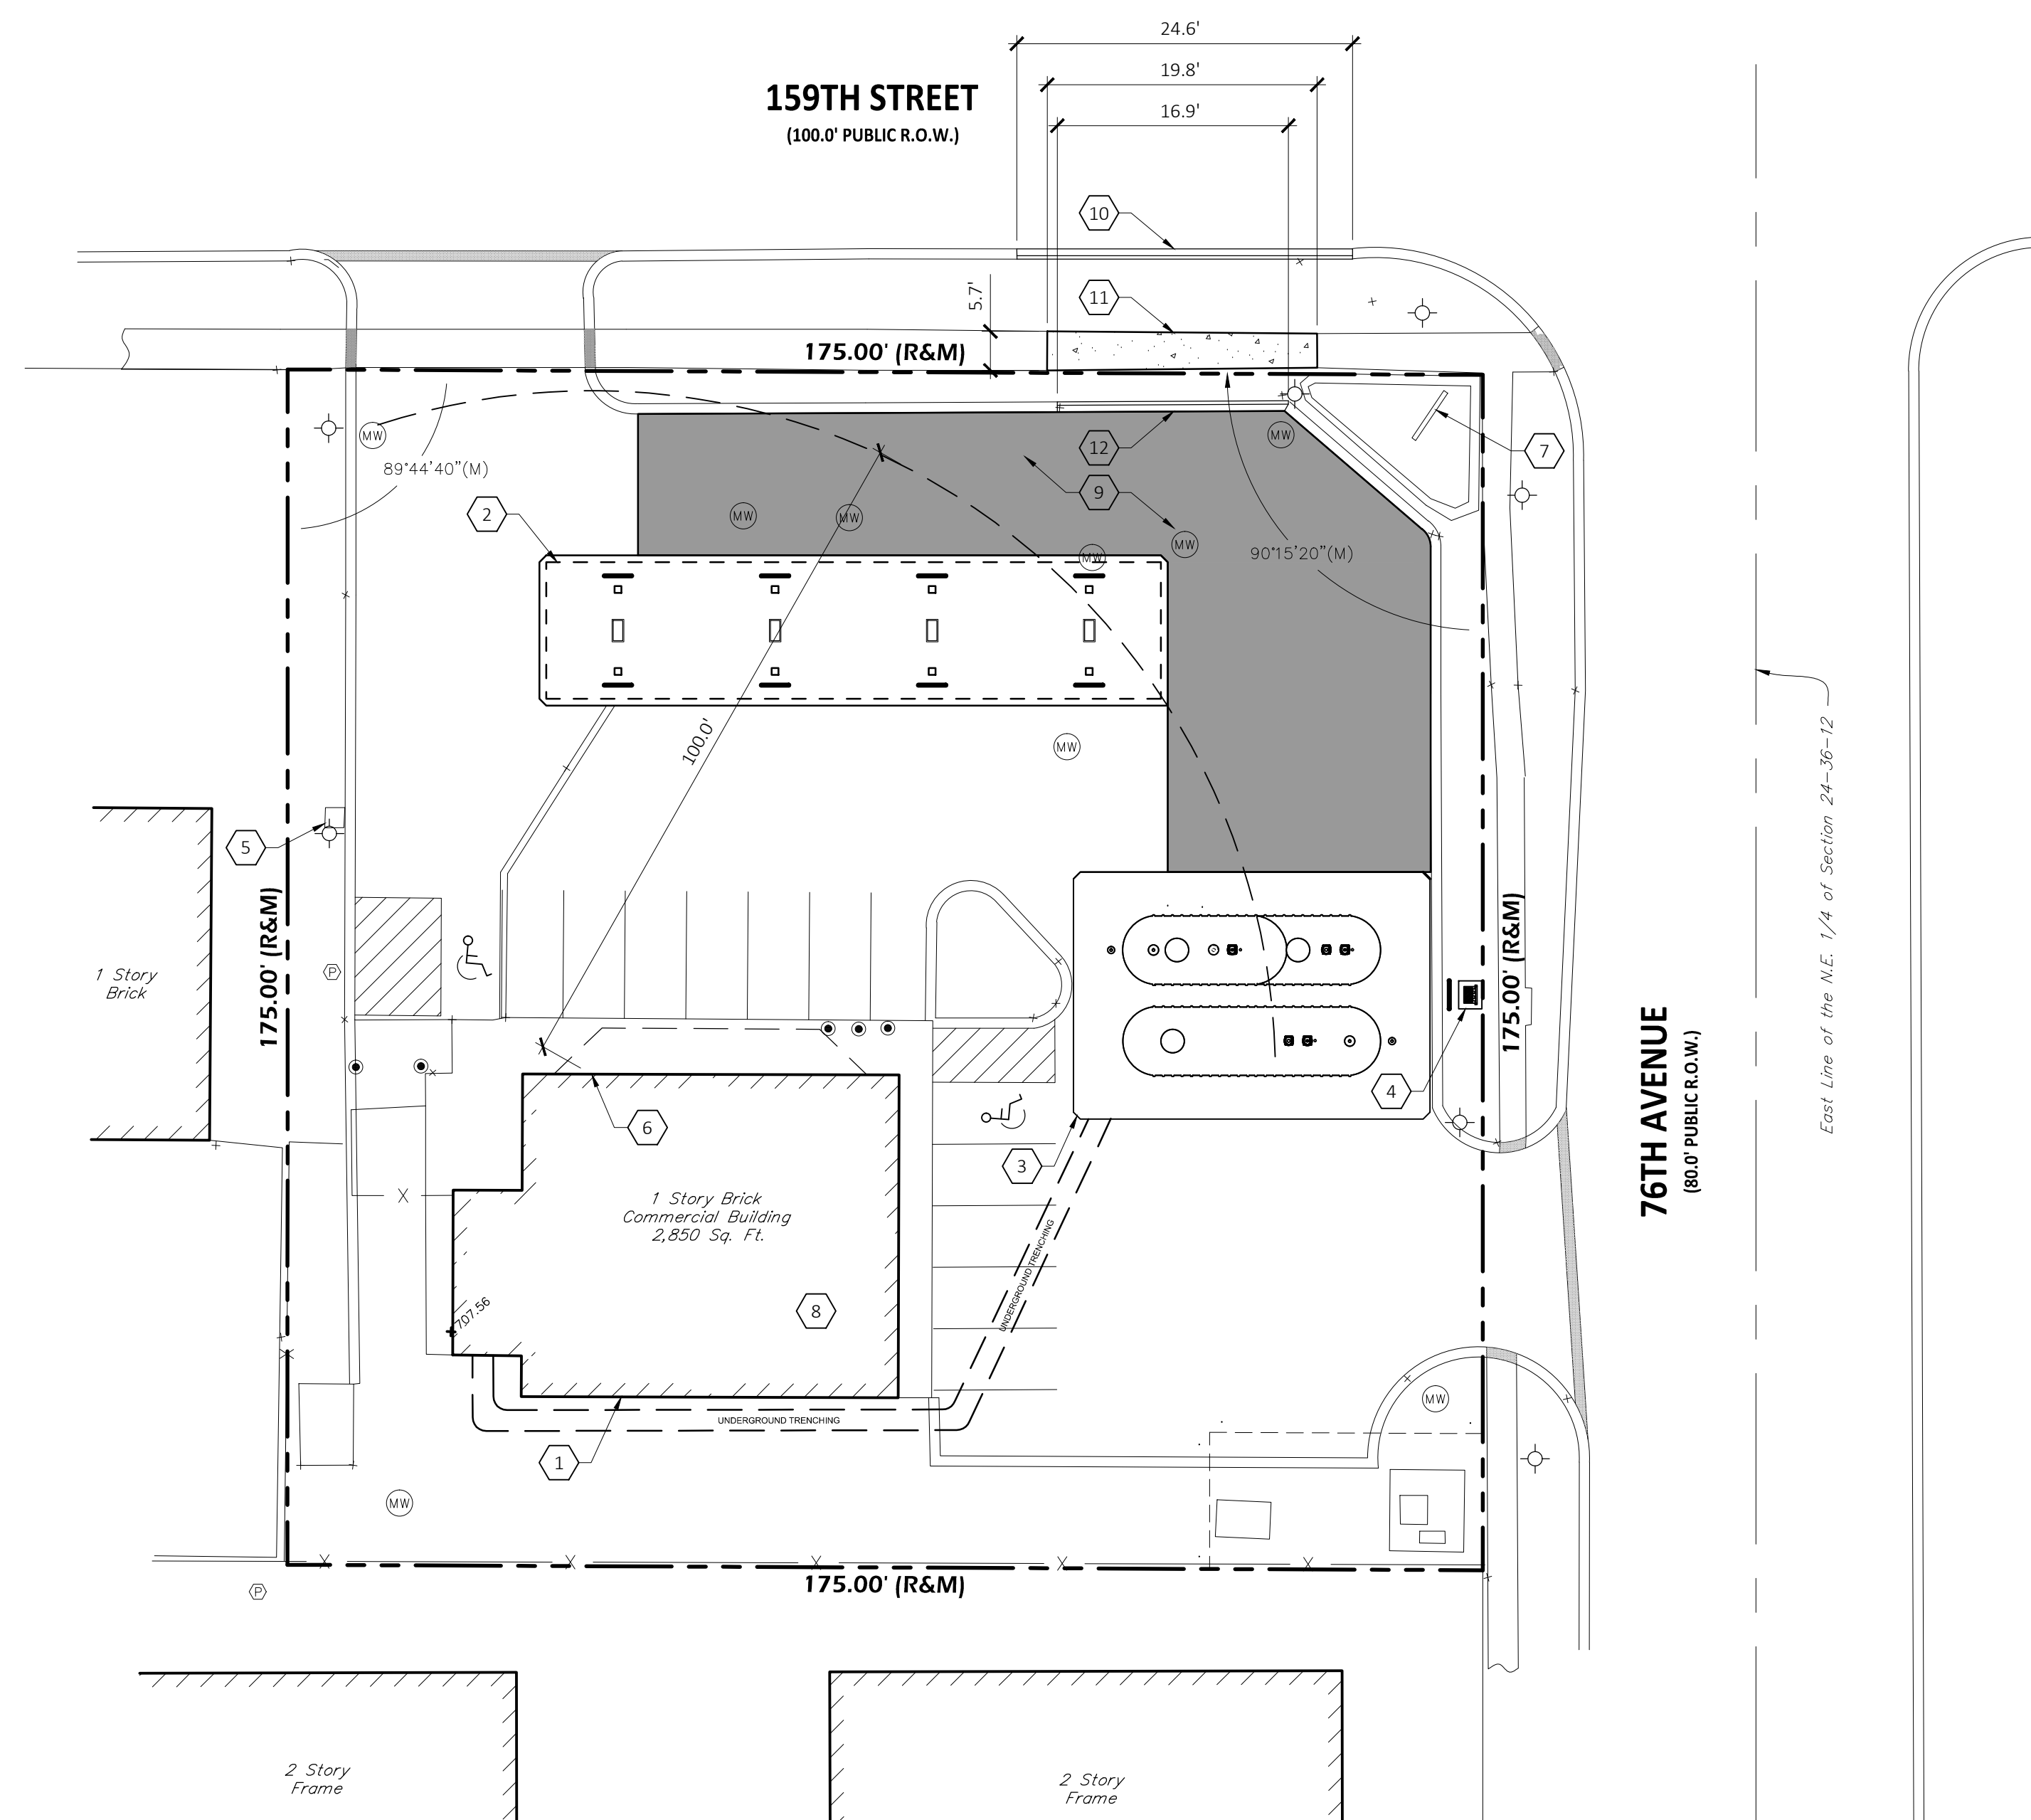 24.6'
19.8'
159TH STREET
(100.0' PUBLIC R.O.W.)
16.9'
10
5.7'
11
175.00' (R&M)
MW
89°44'40"(M)
12
MW
7
2
9
MW
MW
MW
MW
90°15'20"(M)
100.0'
MW
5
175.00' (R&M)
175.00' (R&M)
East Line of the N.E. 1/4 of Section 24-36-12
1 Story
Brick
P
76TH AVENUE
(80.0' PUBLIC R.O.W.)
4
6
3
1 Story Brick
Commercial Building
2,850 Sq. Ft.
UNDERGROUND TRENCHING
8
707.56
MW
UNDERGROUND TRENCHING
1
MW
175.00' (R&M)
P
2 Story
Frame
2 Story
Frame